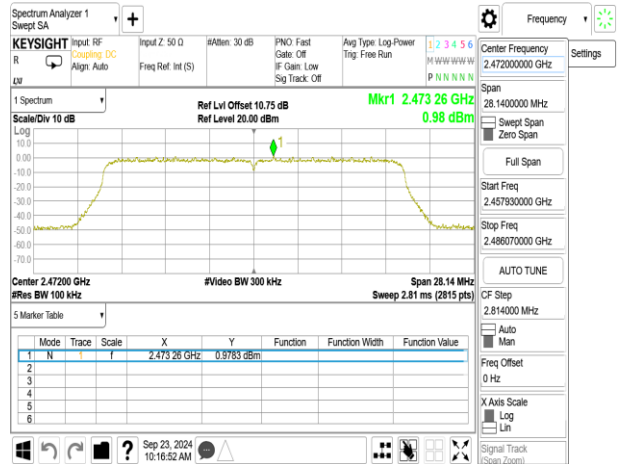 Spectrum Analyzer 1
Swept SA
+
Frequency
KEYSIGHT
R
Input: RF
Coupling: DC
Align: Auto
Input Z: 50 Ω
Freq Ref: Int (S)
#Atten: 30 dB
PNO: Fast
Gate: Off
IF Gain: Low
Sig Track: Off
Avg Type: Log-Power
Trig: Free Run
1 2 3 4 5 6
M W W W W W
P N N N N N
Center Frequency
2.472000000 GHz
Settings
Span
28.1400000 MHz
Swept Span
Zero Span
Full Span
Start Freq
2.457930000 GHz
Stop Freq
2.486070000 GHz
AUTO TUNE
CF Step
2.814000 MHz
Auto
Man
Freq Offset
0 Hz
X Axis Scale
Log
Lin
Signal Track
(Span Zoom)
1 Spectrum
Scale/Div 10 dB
Ref Lvl Offset 10.75 dB
Ref Level 20.00 dBm
Mkr1 2.473 26 GHz
0.98 dBm
Log
10.0
0.00
-10.0
-20.0
-30.0
-40.0
-50.0
-60.0
-70.0
1
Center 2.47200 GHz
#Res BW 100 kHz
#Video BW 300 kHz
Span 28.14 MHz
Sweep 2.81 ms (2815 pts)
5 Marker Table
Mode Trace Scale X Y Function Function Width Function Value
1 N 1 f 2.473 26 GHz 0.9783 dBm
2
3
4
5
6
?
Sep 23, 2024
10:16:52 AM